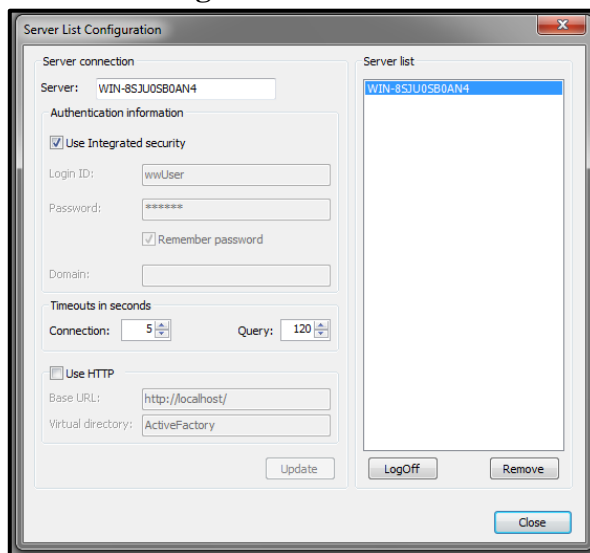 Server List Configuration
Server connection
Server: WIN-8SJU0SB0AN4
Authentication information
Use Integrated security
Login ID: wwUser
Password: ******
Remember password
Domain:
Timeouts in seconds
Connection: 5 Query: 120
Use HTTP
Base URL: http://localhost/
Virtual directory: ActiveFactory
Update
Server list
WIN-8SJU0SB0AN4
LogOff Remove
Close